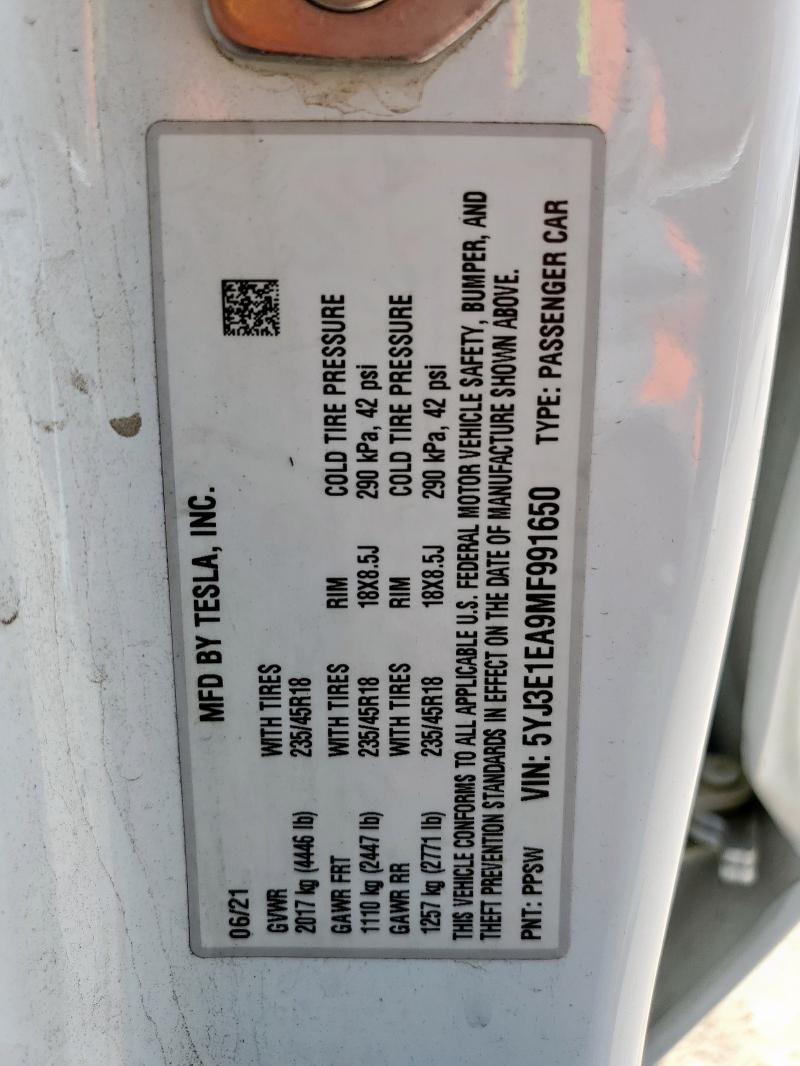 06/21 MFD BY TESLA, INC.
GVWR WITH TIRES
2017 kg (4446 lb) 235/45R18
GAWR FRT WITH TIRES RIM COLD TIRE PRESSURE
1110 kg (2447 lb) 235/45R18 18X8.5J 290 kPa, 42 psi
GAWR RR WITH TIRES RIM COLD TIRE PRESSURE
1257 kg (2771 lb) 235/45R18 18X8.5J 290 kPa, 42 psi
THIS VEHICLE CONFORMS TO ALL APPLICABLE U.S. FEDERAL MOTOR VEHICLE SAFETY, BUMPER, AND
THEFT PREVENTION STANDARDS IN EFFECT ON THE DATE OF MANUFACTURE SHOWN ABOVE.
PNT: PPSW VIN: 5YJ3E1EA9MF991650 TYPE: PASSENGER CAR